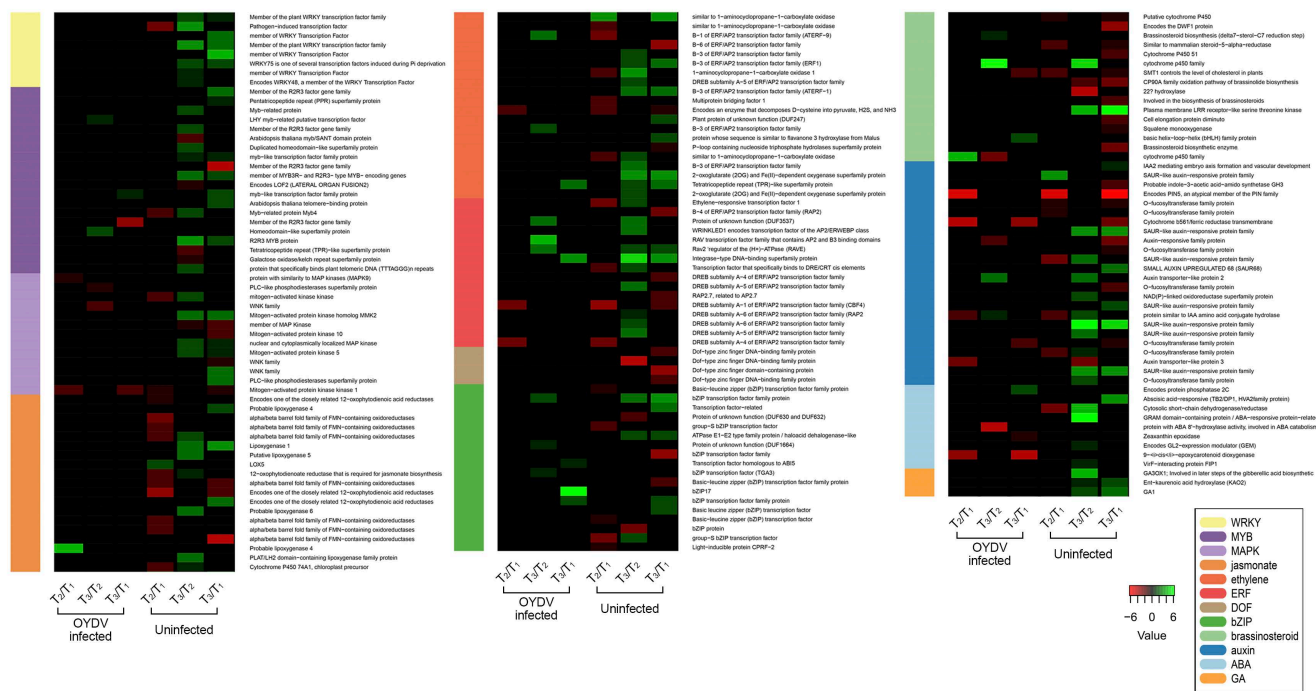 Member of the plant WRKY transcription factor family
Pathogen-induced transcription factor
member of WRKY Transcription Factor
Member of the plant WRKY transcription factor family
member of WRKY Transcription Factor
WRKY75 is one of several transcription factors induced during Pi deprivation
member of WRKY Transcription Factor
Encodes WRKY48, a member of the WRKY Transcription Factor
Member of the R2R3 factor gene family
Pentatricopeptide repeat (PPR) superfamily protein
Myb-related protein
LHY myb-related putative transcription factor
Member of the R2R3 factor gene family
Arabidopsis thaliana myb/SANT domain protein
Duplicated homeodomain-like superfamily protein
myb-like transcription factor family protein
Member of the R2R3 factor gene family
member of MYB3R- and R2R3- type MYB- encoding genes
Encodes LOF2 (LATERAL ORGAN FUSION2)
myb-like transcription factor family protein
Arabidopsis thaliana telomere-binding protein
Myb-related protein Myb4
Member of the R2R3 factor gene family
Homeodomain-like superfamily protein
R2R3 MYB protein
Tetratricopeptide repeat (TPR)-like superfamily protein
Galactose oxidase/kelch repeat superfamily protein
protein that specifically binds plant telomeric DNA (TTTAGGG)n repeats
protein with similarity to MAP kinases (MAPK9)
PLC-like phosphodiesterases superfamily protein
mitogen-activated kinase kinase
WNK family
Mitogen-activated protein kinase homolog MMK2
member of MAP Kinase
Mitogen-activated protein kinase 10
nuclear and cytoplasmically localized MAP kinase
Mitogen-activated protein kinase 5
WNK family
WNK family
PLC-like phosphodiesterases superfamily protein
Mitogen-activated protein kinase kinase 1
Encodes one of the closely related 12-oxophytodienoic acid reductases
Probable lipoxygenase 4
alpha/beta barrel fold family of FMN-containing oxidoreductases
alpha/beta barrel fold family of FMN-containing oxidoreductases
alpha/beta barrel fold family of FMN-containing oxidoreductases
Lipoxygenase 1
Putative lipoxygenase 5
LOX5
12-oxophytodienoate reductase that is required for jasmonate biosynthesis
alpha/beta barrel fold family of FMN-containing oxidoreductases
Encodes one of the closely related 12-oxophytodienoic acid reductases
Encodes one of the closely related 12-oxophytodienoic acid reductases
Probable lipoxygenase 6
alpha/beta barrel fold family of FMN-containing oxidoreductases
alpha/beta barrel fold family of FMN-containing oxidoreductases
alpha/beta barrel fold family of FMN-containing oxidoreductases
Probable lipoxygenase 4
PLAT/LH2 domain-containing lipoxygenase family protein
Cytochrome P450 74A1, chloroplast precursor
T2/T1 T3/T2 T3/T1 T2/T1 T3/T2 T3/T1
OYDV infected Uninfected
similar to 1-aminocyclopropane-1-carboxylate oxidase
similar to 1-aminocyclopropane-1-carboxylate oxidase
B-1 of ERF/AP2 transcription factor family (ATERF-9)
B-6 of ERF/AP2 transcription factor family
B-3 of ERF/AP2 transcription factor family
B-3 of ERF/AP2 transcription factor family (ERF1)
1-aminocyclopropane-1-carboxylate oxidase 1
DREB subfamily A-5 of ERF/AP2 transcription factor family
B-3 of ERF/AP2 transcription factor family (ATERF-1)
Multiprotein bridging factor 1
Encodes an enzyme that decomposes D-cysteine into pyruvate, H2S, and NH3
Plant protein of unknown function (DUF247)
B-3 of ERF/AP2 transcription factor family
protein whose sequence is similar to flavanone 3 hydroxylase from Malus
P-loop containing nucleoside triphosphate hydrolases superfamily protein
similar to 1-aminocyclopropane-1-carboxylate oxidase
B-3 of ERF/AP2 transcription factor family
2-oxoglutarate (2OG) and Fe(II)-dependent oxygenase superfamily protein
Tetratricopeptide repeat (TPR)-like superfamily protein
2-oxoglutarate (2OG) and Fe(II)-dependent oxygenase superfamily protein
Ethylene-responsive transcription factor 1
B-4 of ERF/AP2 transcription factor family (RAP2)
Protein of unknown function (DUF3537)
WRINKLED1 encodes transcription factor of the AP2/ERWEBP class
RAV transcription factor family that contains AP2 and B3 binding domains
Rav2 'regulator of the (H+)-ATPase (RAVE)
Integrase-type DNA-binding superfamily protein
Transcription factor that specifically binds to DRE/CRT cis elements
DREB subfamily A-4 of ERF/AP2 transcription factor family
DREB subfamily A-5 of ERF/AP2 transcription factor family
RAP2.7, related to AP2.7
DREB subfamily A-1 of ERF/AP2 transcription factor family (CBF4)
DREB subfamily A-6 of ERF/AP2 transcription factor family (RAP2
DREB subfamily A-6 of ERF/AP2 transcription factor family
DREB subfamily A-5 of ERF/AP2 transcription factor family
DREB subfamily A-4 of ERF/AP2 transcription factor family
Dof-type zinc finger DNA-binding family protein
Dof-type zinc finger DNA-binding family protein
Dof-type zinc finger domain-containing protein
Dof-type zinc finger DNA-binding family protein
Basic-leucine zipper (bZIP) transcription factor family protein
bZIP transcription factor family protein
Transcription factor-related
Protein of unknown function (DUF630 and DUF632)
group-S bZIP transcription factor
ATPase E1-E2 type family protein / haloacid dehalogenase-like
Protein of unknown function (DUF1664)
bZIP transcription factor family
Transcription factor homologous to ABI5
bZIP transcription factor (TGA3)
Basic-leucine zipper (bZIP) transcription factor family protein
bZIP17
bZIP transcription factor family protein
Basic leucine zipper (bZIP) transcription factor
Basic-leucine zipper (bZIP) transcription factor
bZIP protein
group-S bZIP transcription factor
Light-inducible protein CPRF-2
T2/T1 T3/T2 T3/T1 T2/T1 T3/T2 T3/T1
OYDV infected Uninfected
Putative cytochrome P450
Encodes the DWF1 protein
Brassinosteroid biosynthesis (delta7-sterol-C7 reduction step)
Similar to mammalian steroid-5-alpha-reductase
Cytochrome P450 51
cytochrome p450 family
SMT1 controls the level of cholesterol in plants
CP90A family oxidation pathway of brassinolide biosynthesis
22? hydroxylase
Involved in the biosynthesis of brassinosteroids
Plasma membrane LRR receptor-like serine threonine kinase
Cell elongation protein diminuto
Squalene monooxygenase
basic helix-loop-helix (bHLH) family protein
Brassinosteroid biosynthetic enzyme
cytochrome p450 family
IAA2 mediating embryo axis formation and vascular development
SAUR-like auxin-responsive protein family
Probable indole-3-acetic acid-amido synthetase GH3
Encodes PIN5, an atypical member of the PIN family
O-fucosyltransferase family protein
O-fucosyltransferase family protein
Cytochrome b561/ferric reductase transmembrane
SAUR-like auxin-responsive protein family
Auxin-responsive family protein
O-fucosyltransferase family protein
SAUR-like auxin-responsive protein family
SMALL AUXIN UPREGULATED 68 (SAUR68)
Auxin transporter-like protein 2
O-fucosyltransferase family protein
NAD(P)-linked oxidoreductase superfamily protein
SAUR-like auxin-responsive protein family
protein similar to IAA amino acid conjugate hydrolase
SAUR-like auxin-responsive protein family
SAUR-like auxin-responsive protein family
O-fucosyltransferase family protein
O-fucosyltransferase family protein
Auxin transporter-like protein 3
SAUR-like auxin-responsive protein family
O-fucosyltransferase family protein
Encodes protein phosphatase 2C
Abscisic acid-responsive (TB2/DP1, HVA2family protein)
Cytosolic short-chain dehydrogenase/reductase
GRAM domain-containing protein / ABA-responsive protein-relate
protein with ABA 8'-hydroxylase activity, involved in ABA catabolism
Zeaxanthin epoxidase
Encodes GL2-expression modulator (GEM)
9-<i>cis</i>-epoxycarotenoid dioxygenase
VirF-interacting protein FIP1
GA3OX1; Involved in later steps of the gibberellic acid biosynthetic
Ent-kaurenoic acid hydroxylase (KAO2)
GA1
T2/T1 T3/T2 T3/T1 T2/T1 T3/T2 T3/T1
OYDV infected Uninfected
-6 0 6
Value
WRKY
MYB
MAPK
jasmonate
ethylene
ERF
DOF
bZIP
brassinosteroid
auxin
ABA
GA